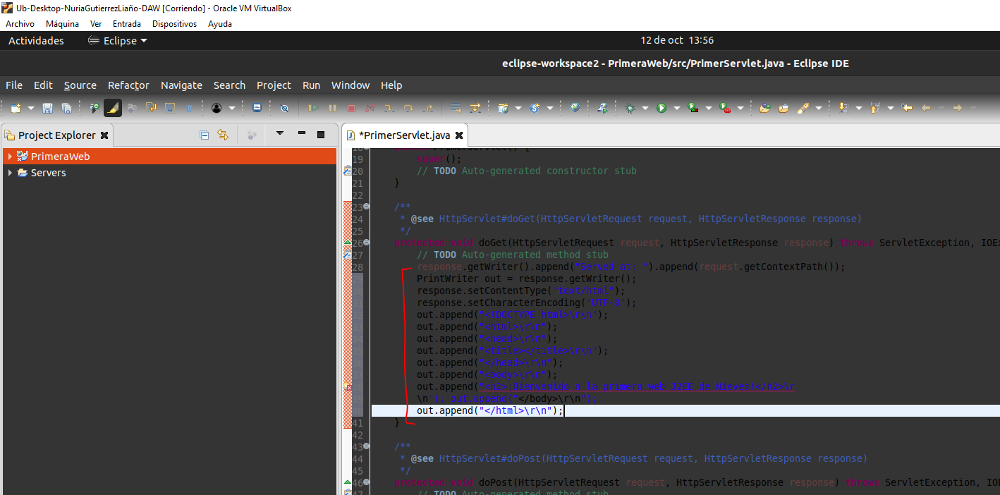 Ub-Desktop-NuriaGutierrezLiaño-DAW [Corriendo] - Oracle VM VirtualBox
Archivo Máquina Ver Entrada Dispositivos Ayuda
Actividades Eclipse 12 de oct 13:56
eclipse-workspace2 - PrimeraWeb/src/PrimerServlet.java - Eclipse IDE
File Edit Source Refactor Navigate Search Project Run Window Help
Project Explorer
PrimeraWeb
Servers
*PrimerServlet.java
18 public PrimerServlet() {
19 super();
20 // TODO Auto-generated constructor stub
21 }
22
23 /**
24 * @see HttpServlet#doGet(HttpServletRequest request, HttpServletResponse response)
25 */
26 protected void doGet(HttpServletRequest request, HttpServletResponse response) throws ServletException, IOEx
27 // TODO Auto-generated method stub
28 response.getWriter().append("Served at: ").append(request.getContextPath());
PrintWriter out = response.getWriter();
response.setContentType("text/html");
response.setCharacterEncoding("UTF-8");
out.append("<!DOCTYPE html>\r\n");
out.append("<html>\r\n");
out.append("<head>\r\n");
out.append("<title></title>\r\n");
out.append("</head>\r\n");
out.append("<body>\r\n");
out.append("<h2>¡Bienvenido a la primera web J2EE de Nieves!</h2>\r
\n"); out.append("</body>\r\n");
out.append("</html>\r\n");
41 }
42
43 /**
44 * @see HttpServlet#doPost(HttpServletRequest request, HttpServletResponse response)
45 */
46 protected void doPost(HttpServletRequest request, HttpServletResponse response) throws ServletException, IOE
47 // TODO Auto-generated method stub